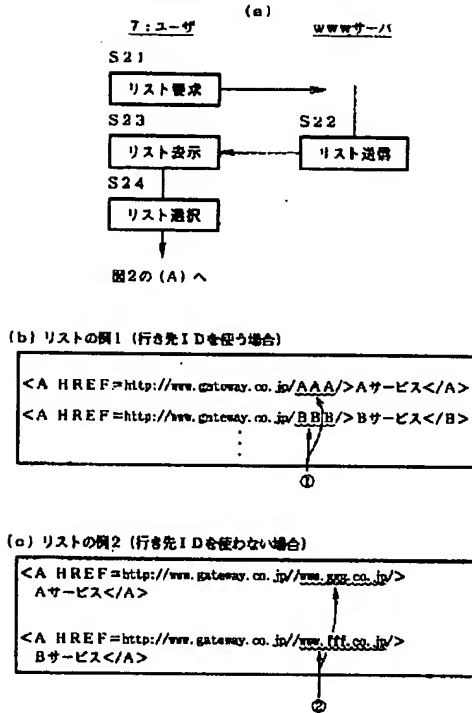 (a)
7:ユーザ wwwサーバ
S21
リスト要求
S23 S22
リスト表示 リスト送信
S24
リスト選択
図2の(A)へ
(b) リストの例1 (行き先IDを使う場合)
<A HREF=http://www.gateway.co.jp/AAA/>Aサービス</A>
<A HREF=http://www.gateway.co.jp/BBB/>Bサービス</B>
①
(c) リストの例2 (行き先IDを使わない場合)
<A HREF=http://www.gateway.co.jp//
Aサービス</A>
<A HREF=http://www.gateway.co.jp//www.fff.co.jp/>
Bサービス</A>
②